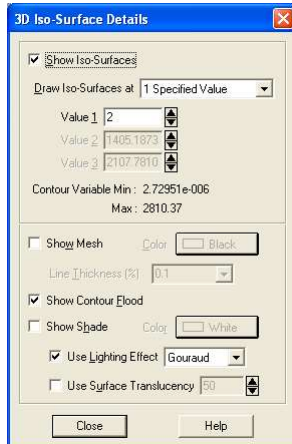 3D Iso-Surface Details
Show Iso-Surfaces
Draw Iso-Surfaces at 1 Specified Value
Value 1 2
Value 2 1405.1873
Value 3 2107.7810
Contour Variable Min : 2.72951e-006
Max : 2810.37
Show Mesh Color Black
Line Thickness (%) 0.1
Show Contour Flood
Show Shade Color White
Use Lighting Effect Gouraud
Use Surface Translucency 50
Close Help